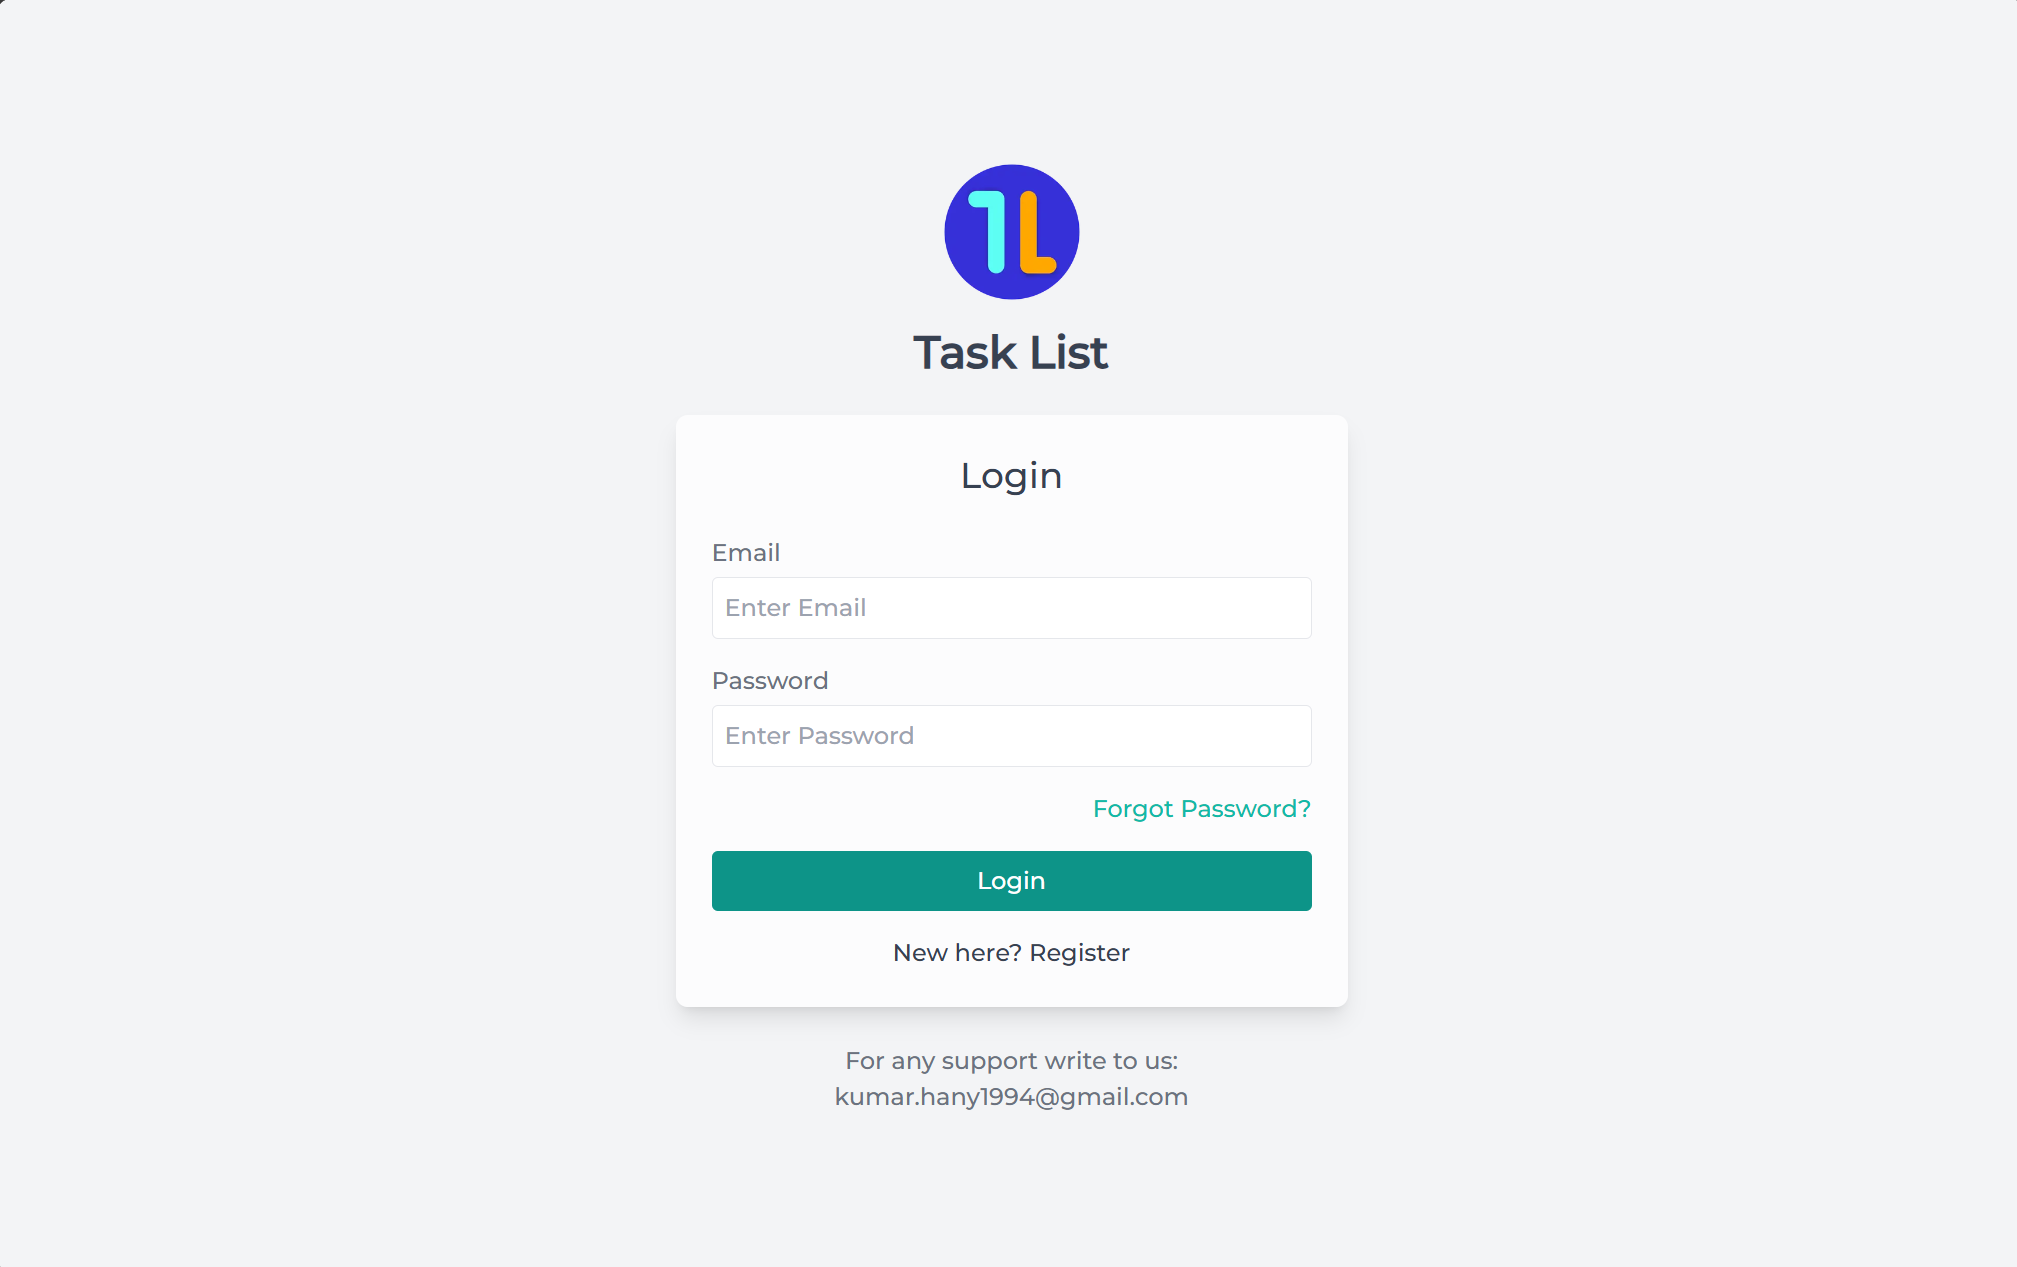 TL
Task List
Login
Email
Enter Email
Password
Enter Password
Forgot Password?
Login
New here? Register
For any support write to us:
kumar.hany1994@gmail.com